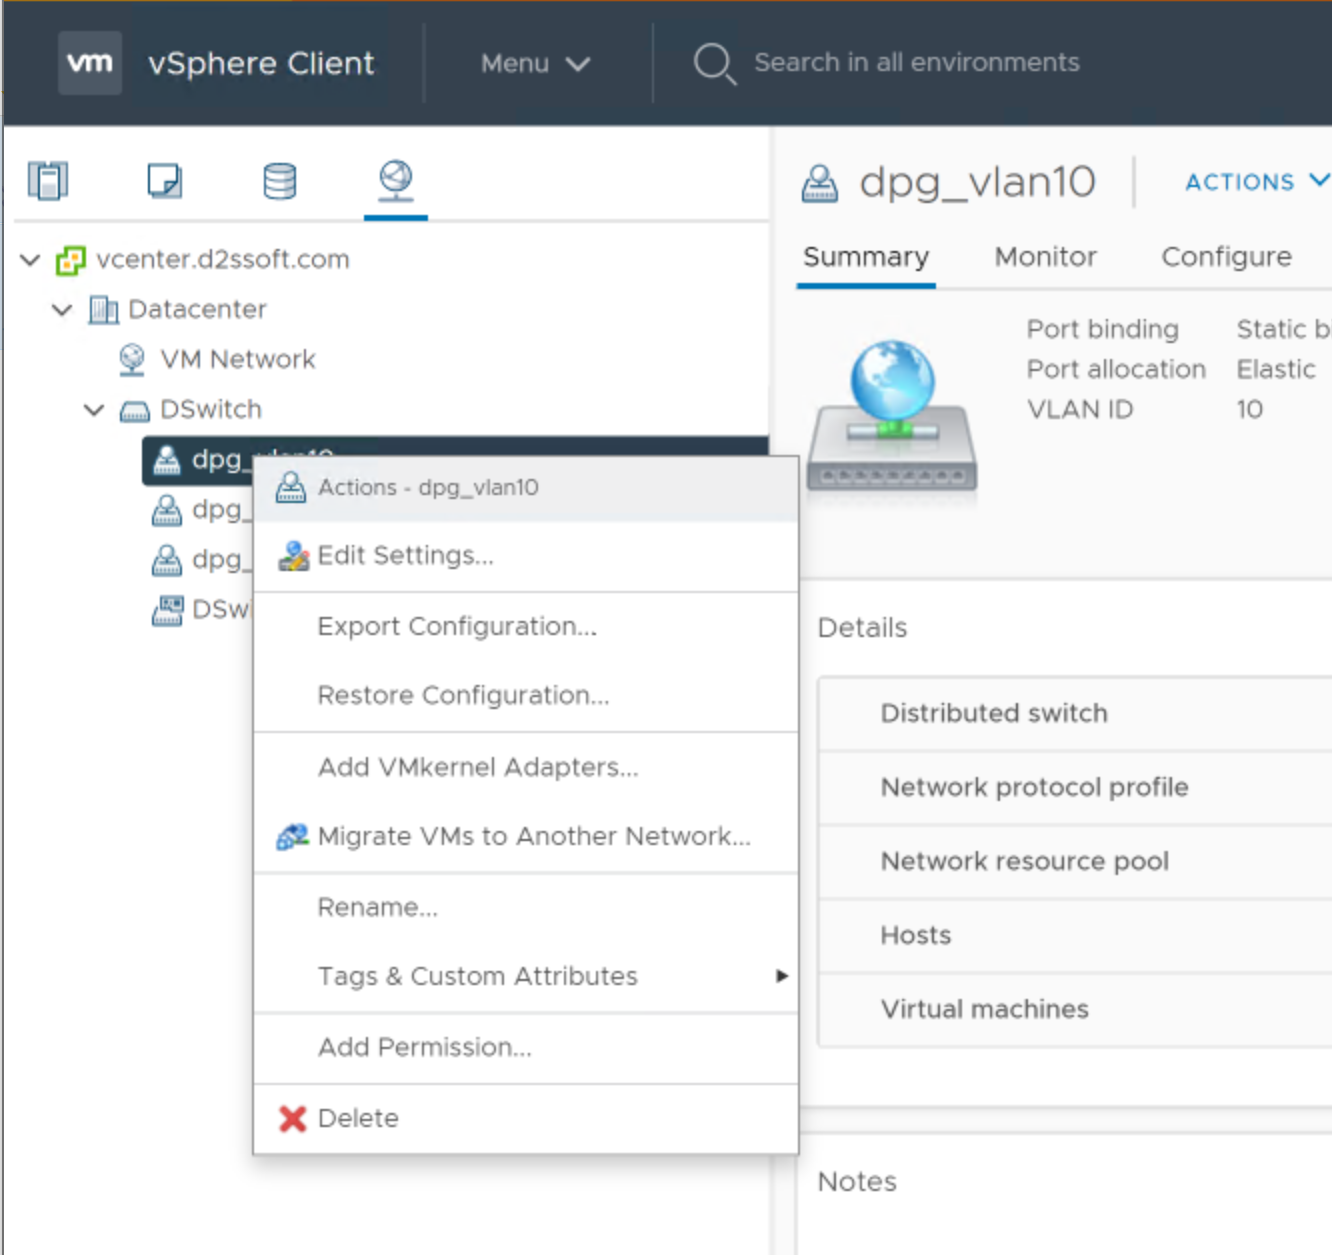 vm vSphere Client Menu Search in all environments
vcenter.d2ssoft.com
Datacenter
VM Network
DSwitch
dpg_vlan10
dpg_
dpg_
DSwi
Actions - dpg_vlan10
Edit Settings...
Export Configuration...
Restore Configuration...
Add VMkernel Adapters...
Migrate VMs to Another Network...
Rename...
Tags & Custom Attributes
Add Permission...
Delete
dpg_vlan10 ACTIONS
Summary Monitor Configure
Port binding Static bi
Port allocation Elastic
VLAN ID 10
Details
Distributed switch
Network protocol profile
Network resource pool
Hosts
Virtual machines
Notes